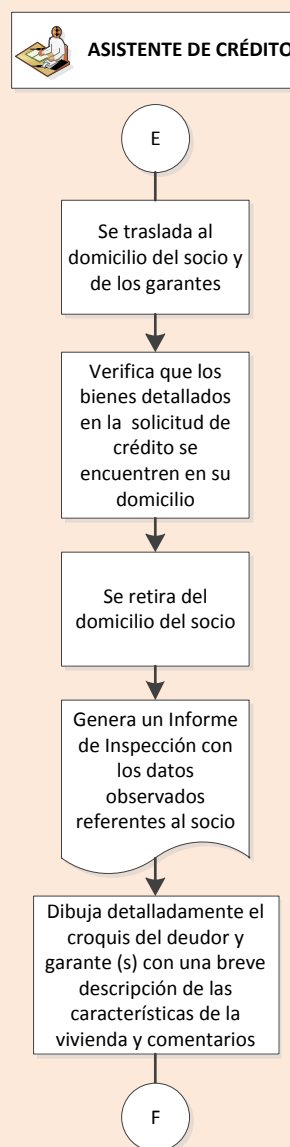 ASISTENTE DE CRÉDITO
E
Se traslada al
domicilio del socio y
de los garantes
Verifica que los
bienes detallados
en la solicitud de
crédito se
encuentren en su
domicilio
Se retira del
domicilio del socio
Genera un Informe
de Inspección con
los datos
observados
referentes al socio
Dibuja detalladamente el
croquis del deudor y
garante (s) con una breve
descripción de las
características de la
vivienda y comentarios
F